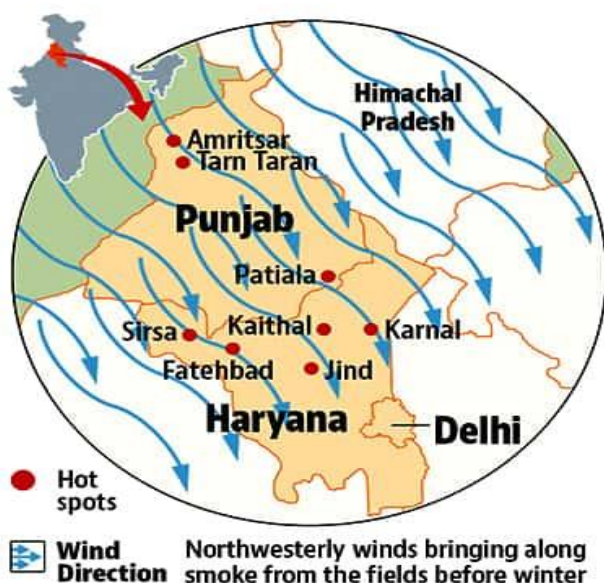 Himachal
Pradesh
Amritsar
Tarn Taran
Punjab
Patiala
Sirsa
Kaithal
Karnal
Fatehbad
Jind
Haryana
Delhi
Hot
spots
Wind
Direction
Northwesterly winds bringing along
smoke from the fields before winter